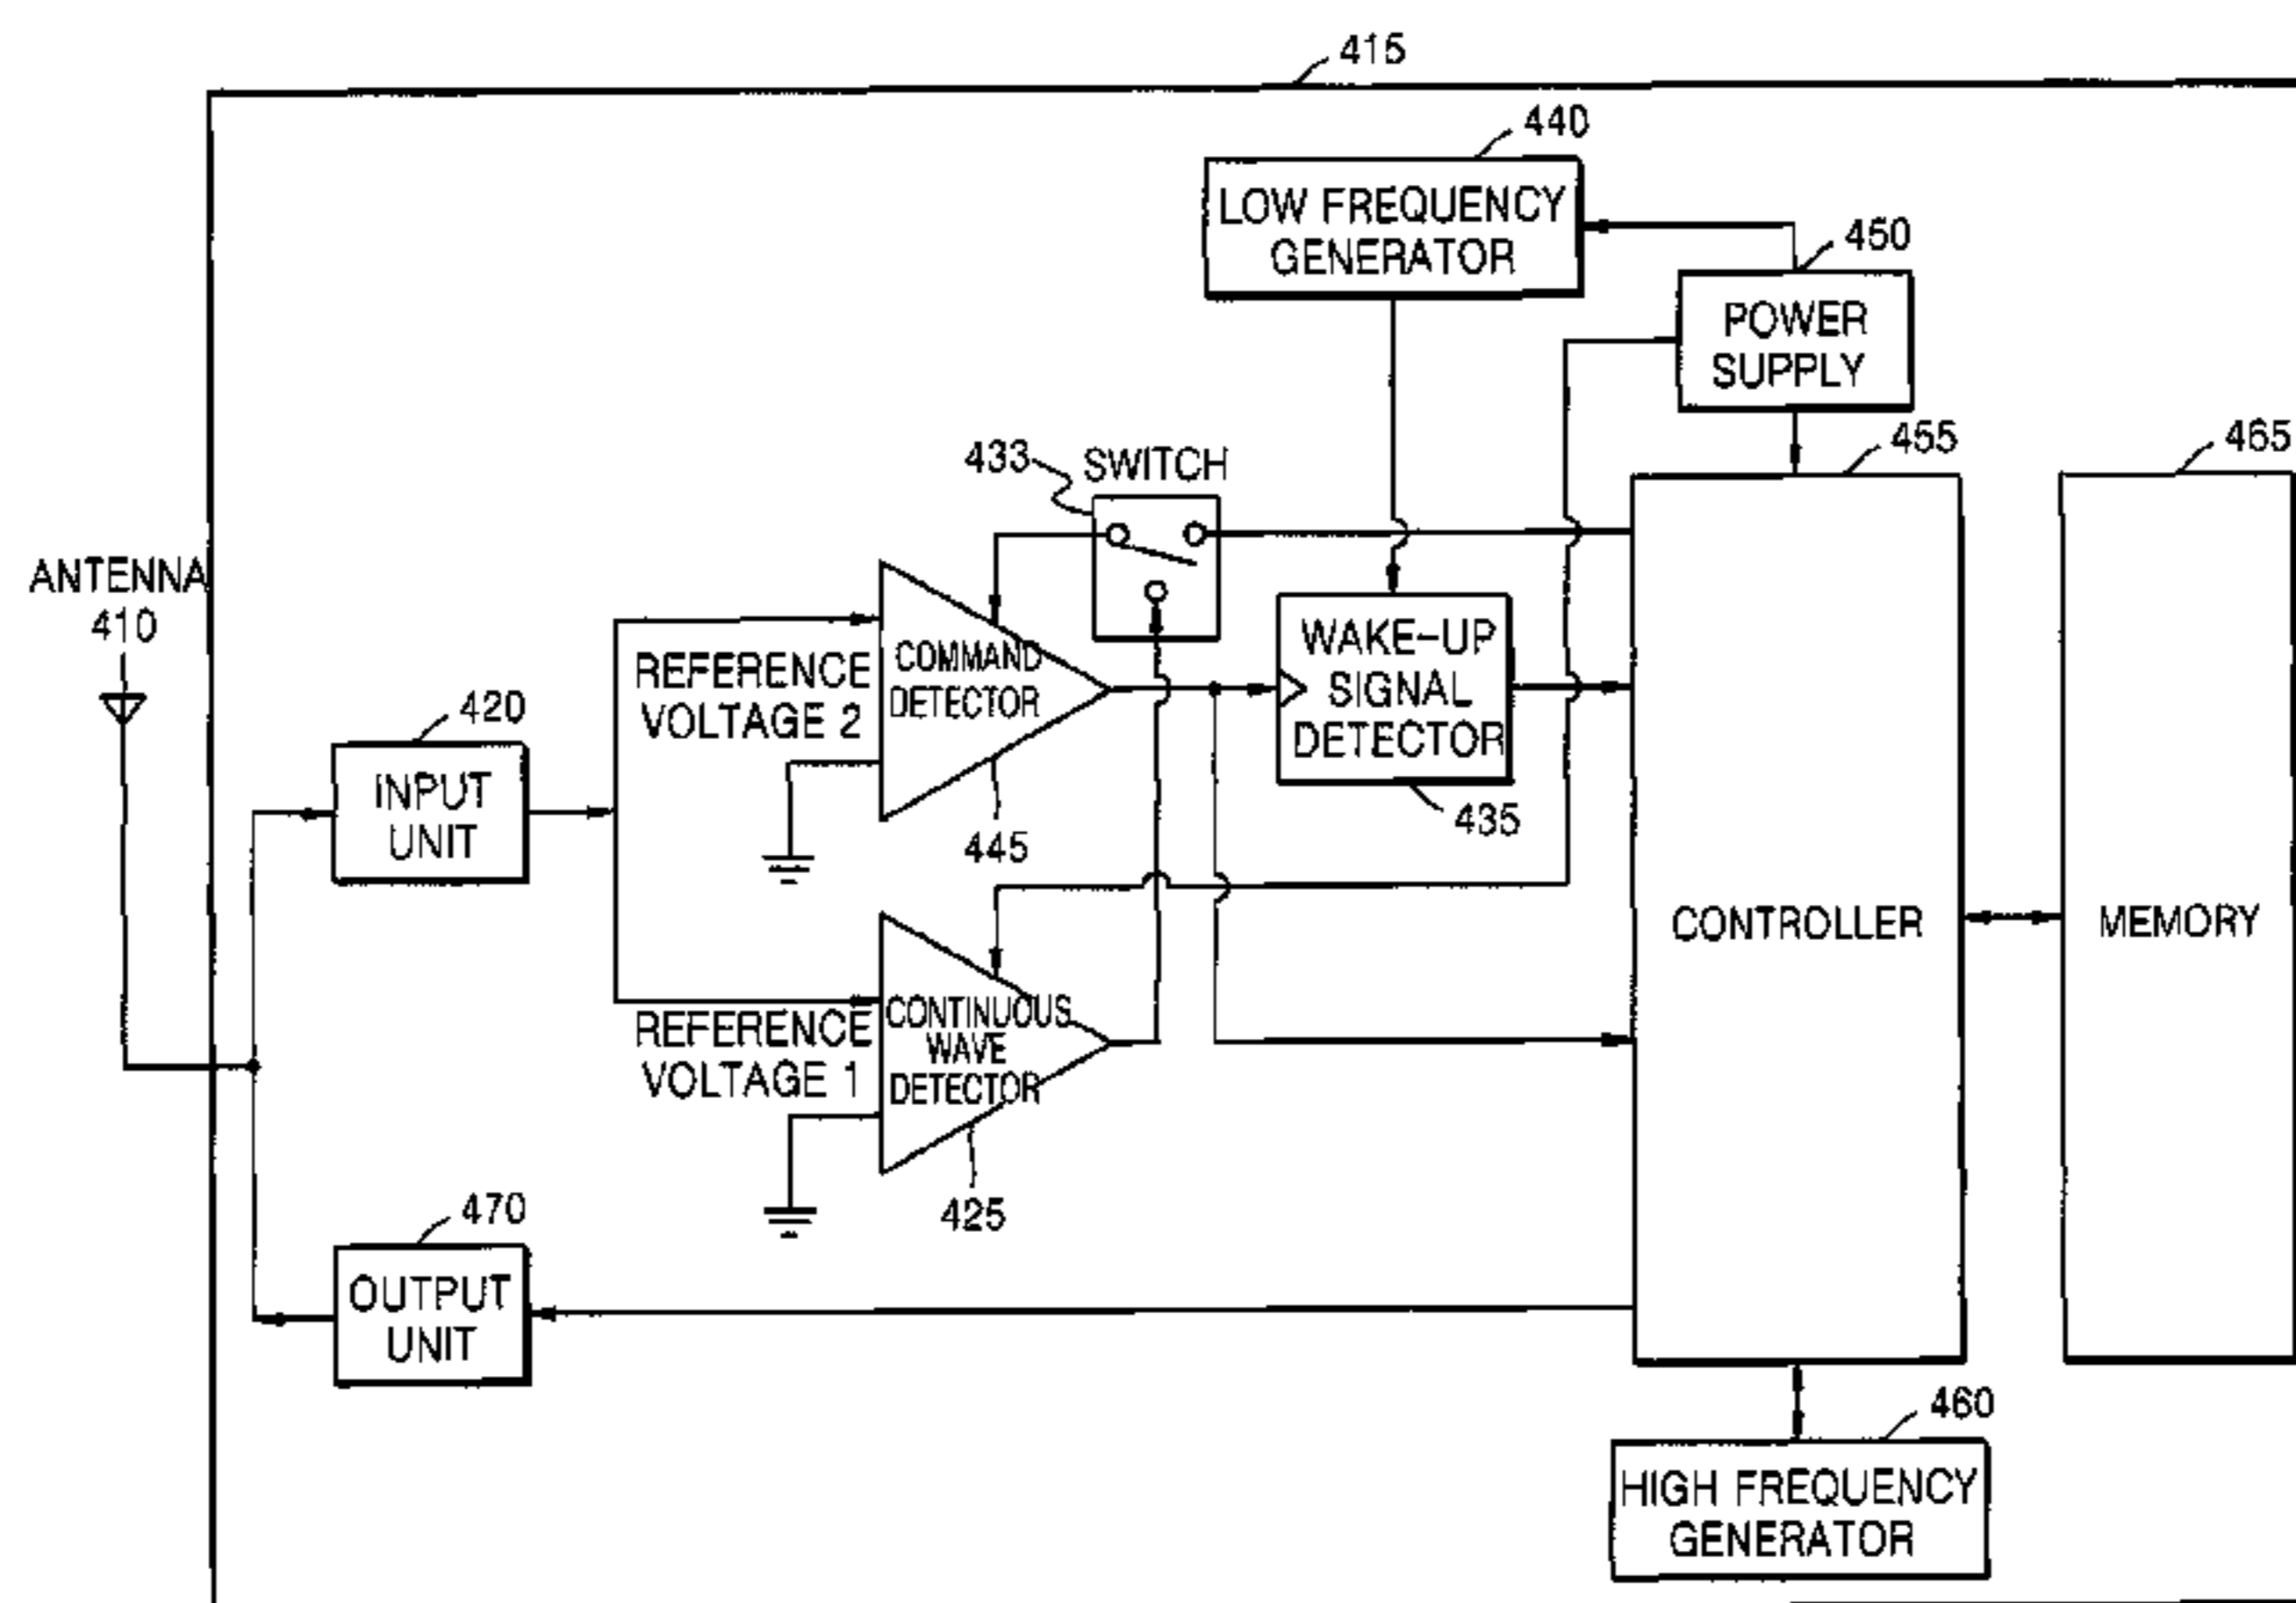 415
440
LOW FREQUENCY
GENERATOR
450
POWER
SUPPLY
433
SWITCH
455
465
ANTENNA
410
COMMAND
DETECTOR
REFERENCE
VOLTAGE 2
WAKE-UP
SIGNAL
DETECTOR
420
INPUT
UNIT
445
435
CONTROLLER
MEMORY
CONTINUOUS
WAVE
DETECTOR
REFERENCE
VOLTAGE 1
425
470
OUTPUT
UNIT
460
HIGH FREQUENCY
GENERATOR